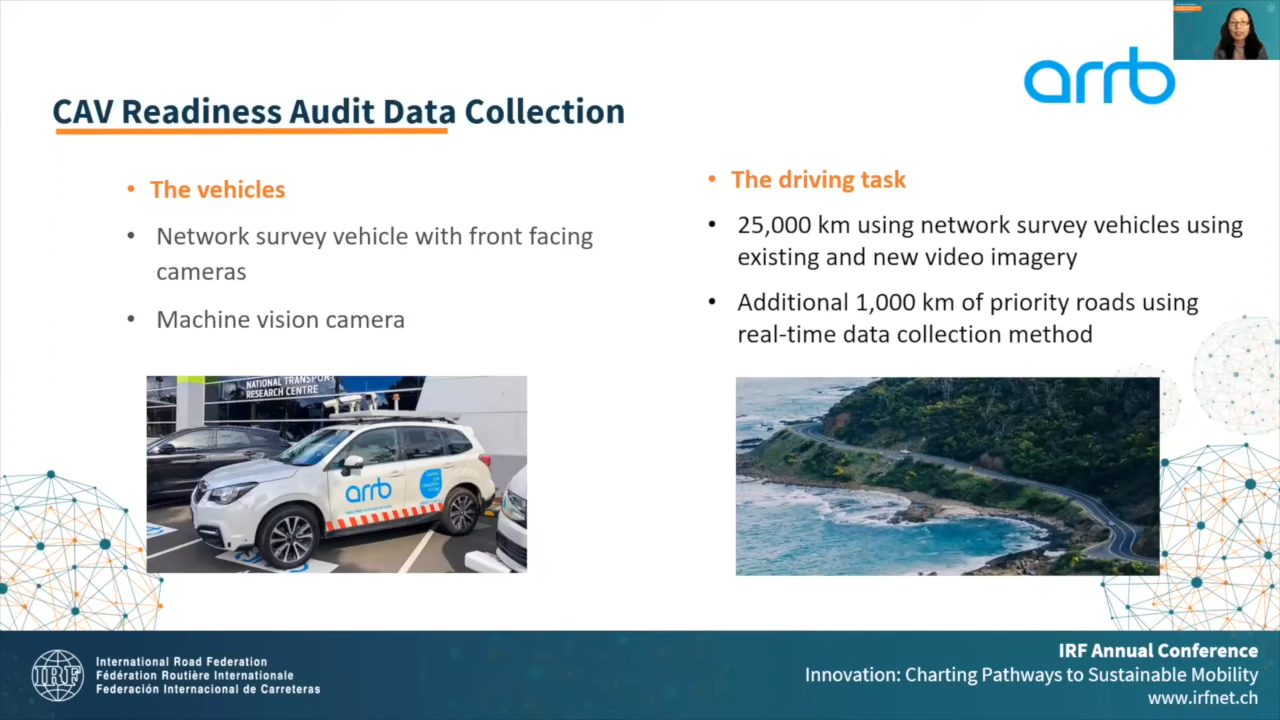 arrb
CAV Readiness Audit Data Collection
• The vehicles
• Network survey vehicle with front facing
cameras
• Machine vision camera
• The driving task
• 25,000 km using network survey vehicles using
existing and new video imagery
• Additional 1,000 km of priority roads using
real-time data collection method
NATIONAL TRANSPORT
RESEARCH CENTRE
arrb
IRF
International Road Federation
Fédération Routière Internationale
Federación Internacional de Carreteras
IRF Annual Conference
Innovation: Charting Pathways to Sustainable Mobility
www.irfnet.ch